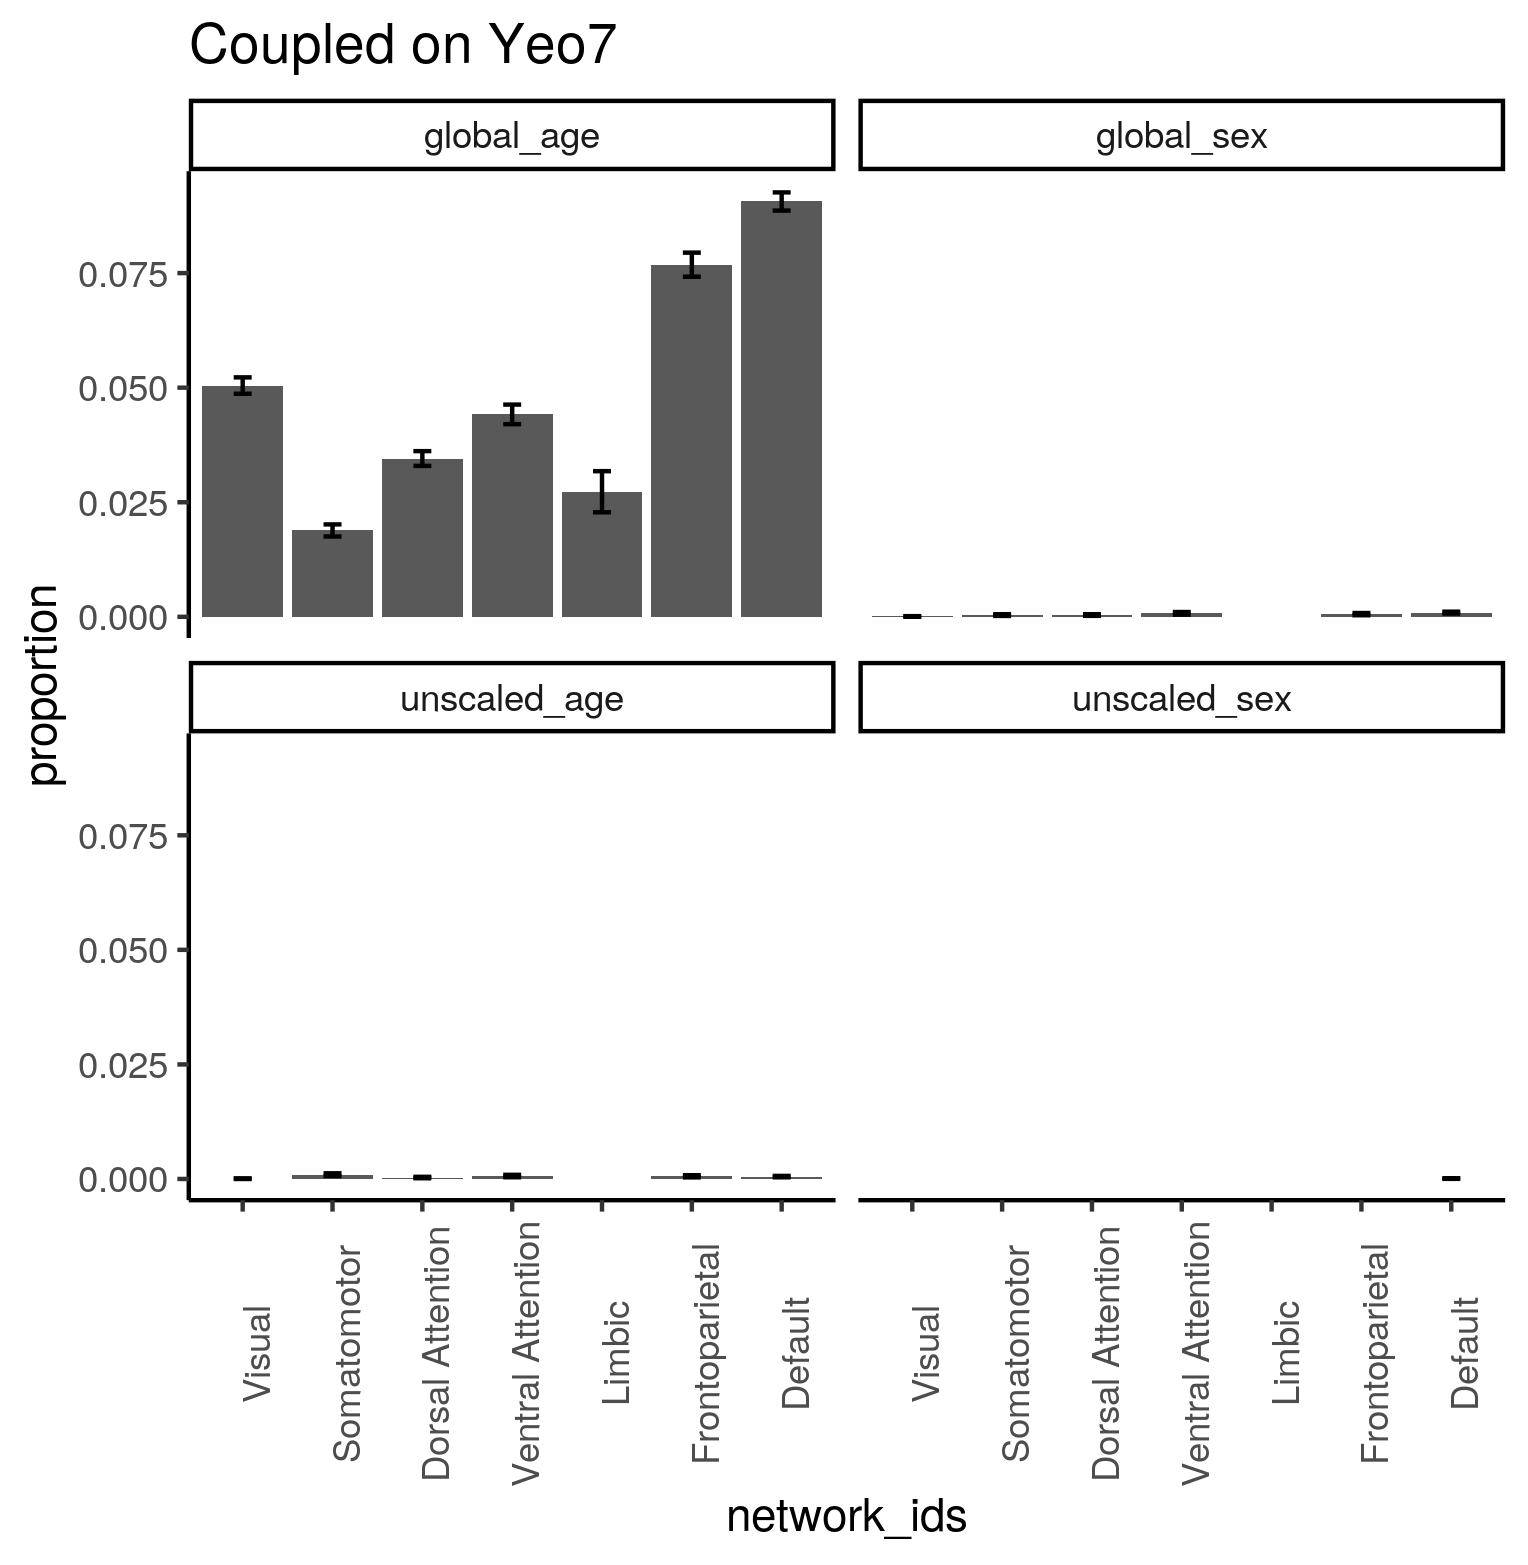 Coupled on Yeo7
global_age
global_sex
0.075
0.050
0.025
0.000
unscaled_age
unscaled_sex
0.075
0.050
0.025
0.000
proportion
Visual
Somatomotor
Dorsal Attention
Ventral Attention
Limbic
Frontoparietal
Default
Visual
Somatomotor
Dorsal Attention
Ventral Attention
Limbic
Frontoparietal
Default
network_ids